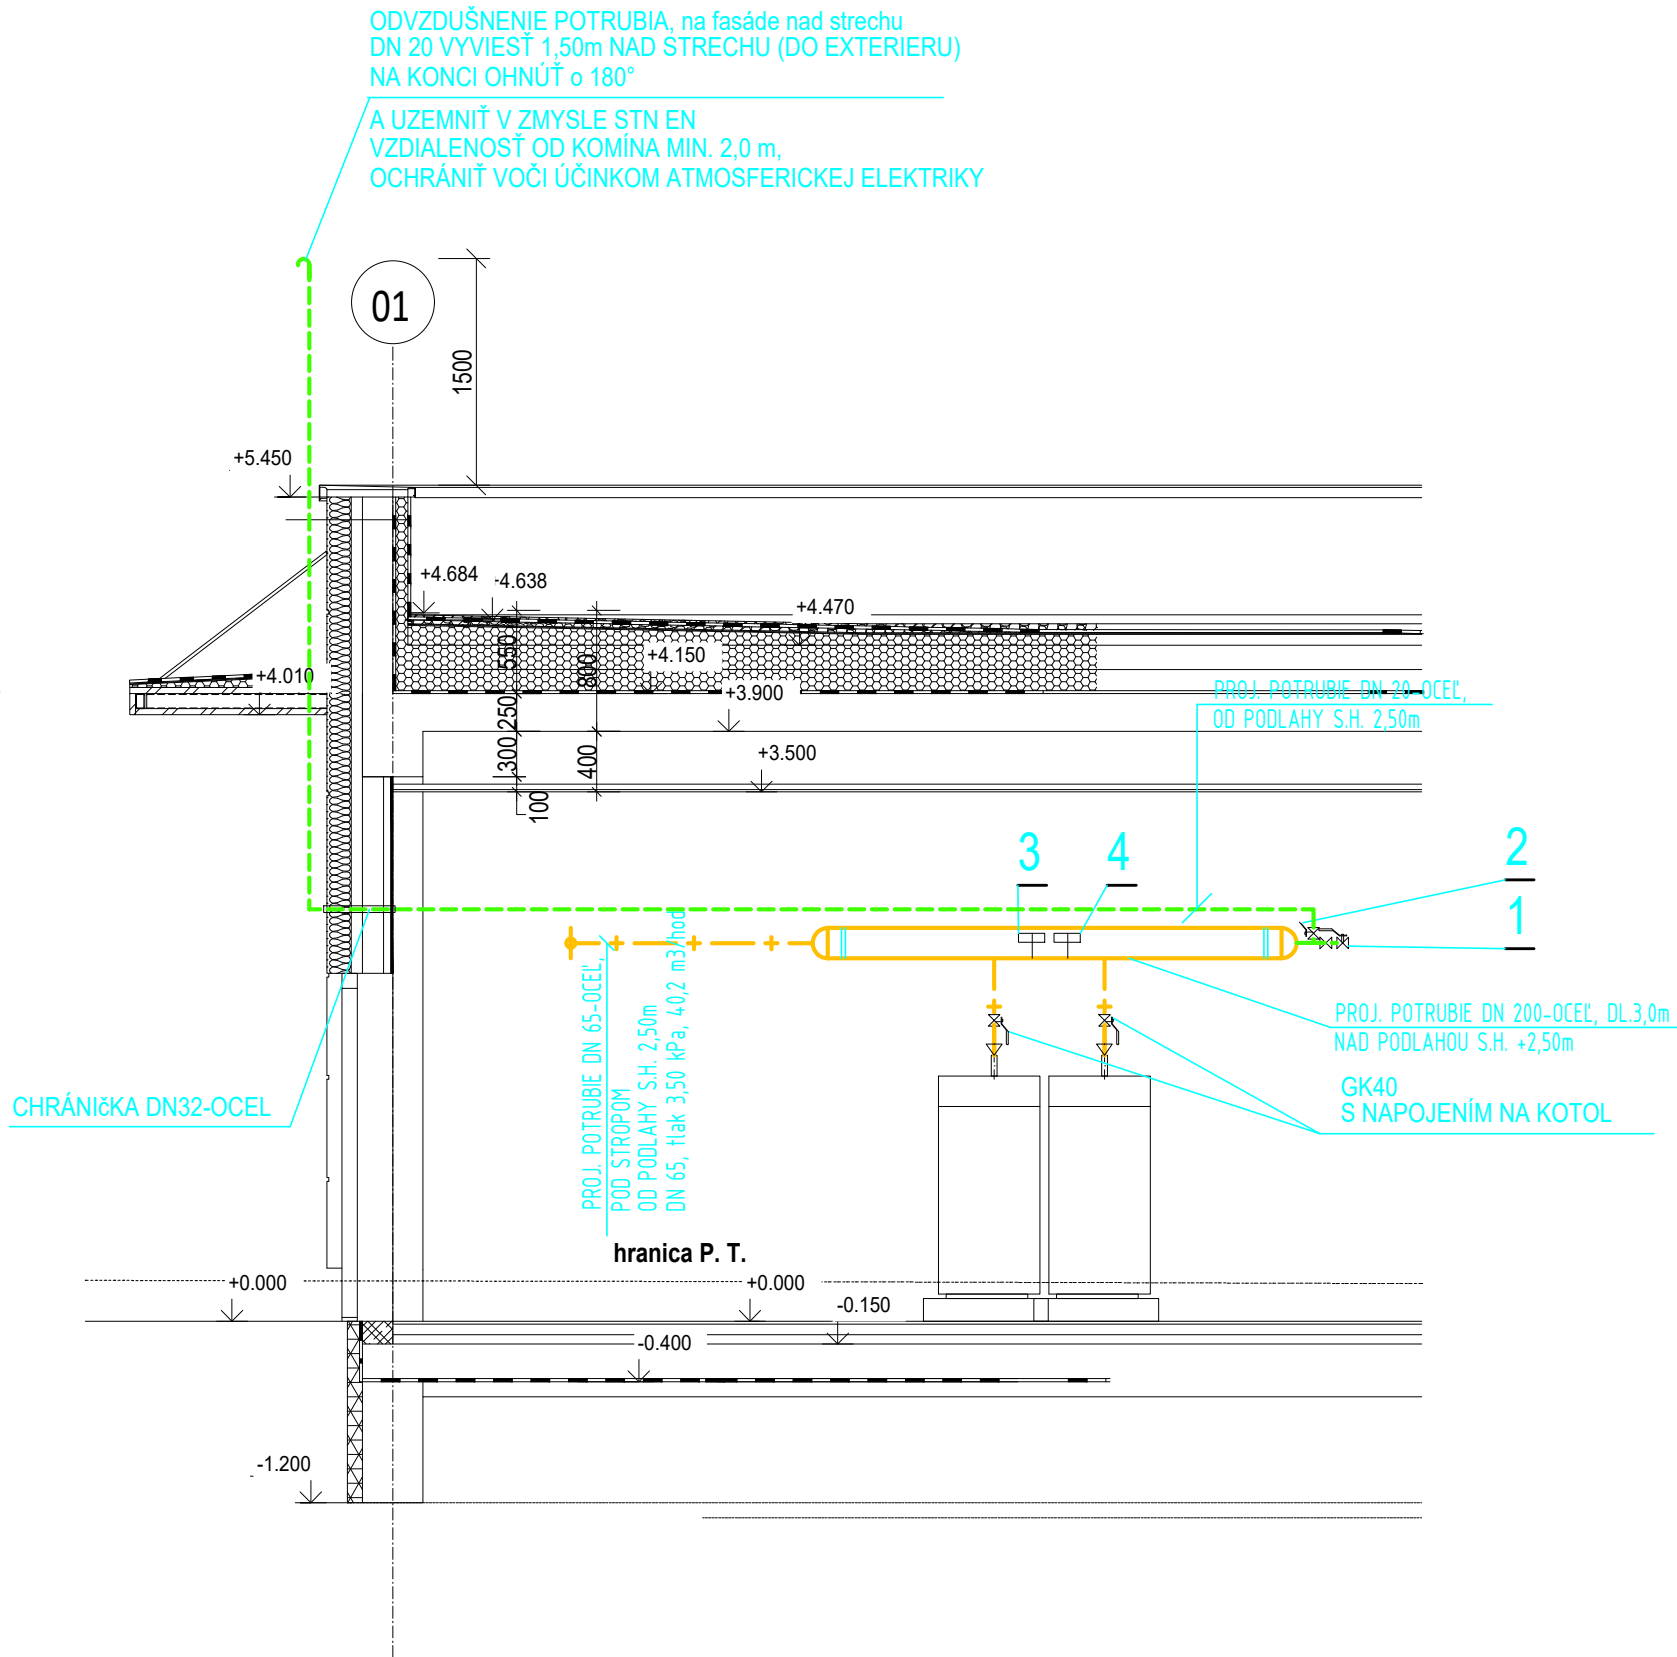 ODVZDUŠNENIE POTRUBIA, na fasáde nad strechu
DN 20 VYVIESŤ 1,50m NAD STRECHU (DO EXTERIERU)
NA KONCI OHNÚŤ o 180°
A UZEMNIŤ V ZMYSLE STN EN
VZDIALENOSŤ OD KOMÍNA MIN. 2,0 m,
OCHRÁNIŤ VOČI ÚČINKOM ATMOSFERICKEJ ELEKTRIKY
01
1500
+5.450
+4.684
-4.638
+4.470
550
800
+4.150
+4.010
+3.900
PROJ. POTRUBIE DN 20-OCEĽ,
OD PODLAHY S.H. 2,50m
250
300
400
+3.500
100
3
4
2
1
PROJ. POTRUBIE DN 65-OCEĽ,
POD STROPOM
OD PODLAHY S.H. 2,50m
DN 65, tlak 3,50 kPa, 40,2 m3/hod
PROJ. POTRUBIE DN 200-OCEĽ, DL.3,0m
NAD PODLAHOU S.H. +2,50m
GK40
S NAPOJENÍM NA KOTOL
CHRÁNIčKA DN32-OCEL
hranica P. T.
+0.000
+0.000
-0.150
-0.400
-1.200